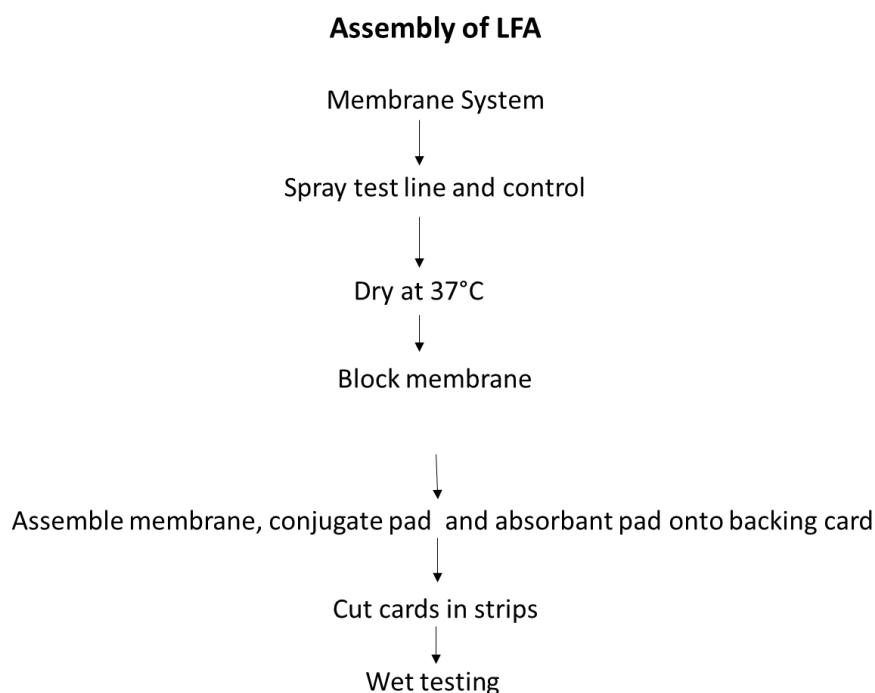 Assembly of LFA
Membrane System
Spray test line and control
Dry at 37°C
Block membrane
Assemble membrane, conjugate pad and absorbant pad onto backing card
Cut cards in strips
Wet testing